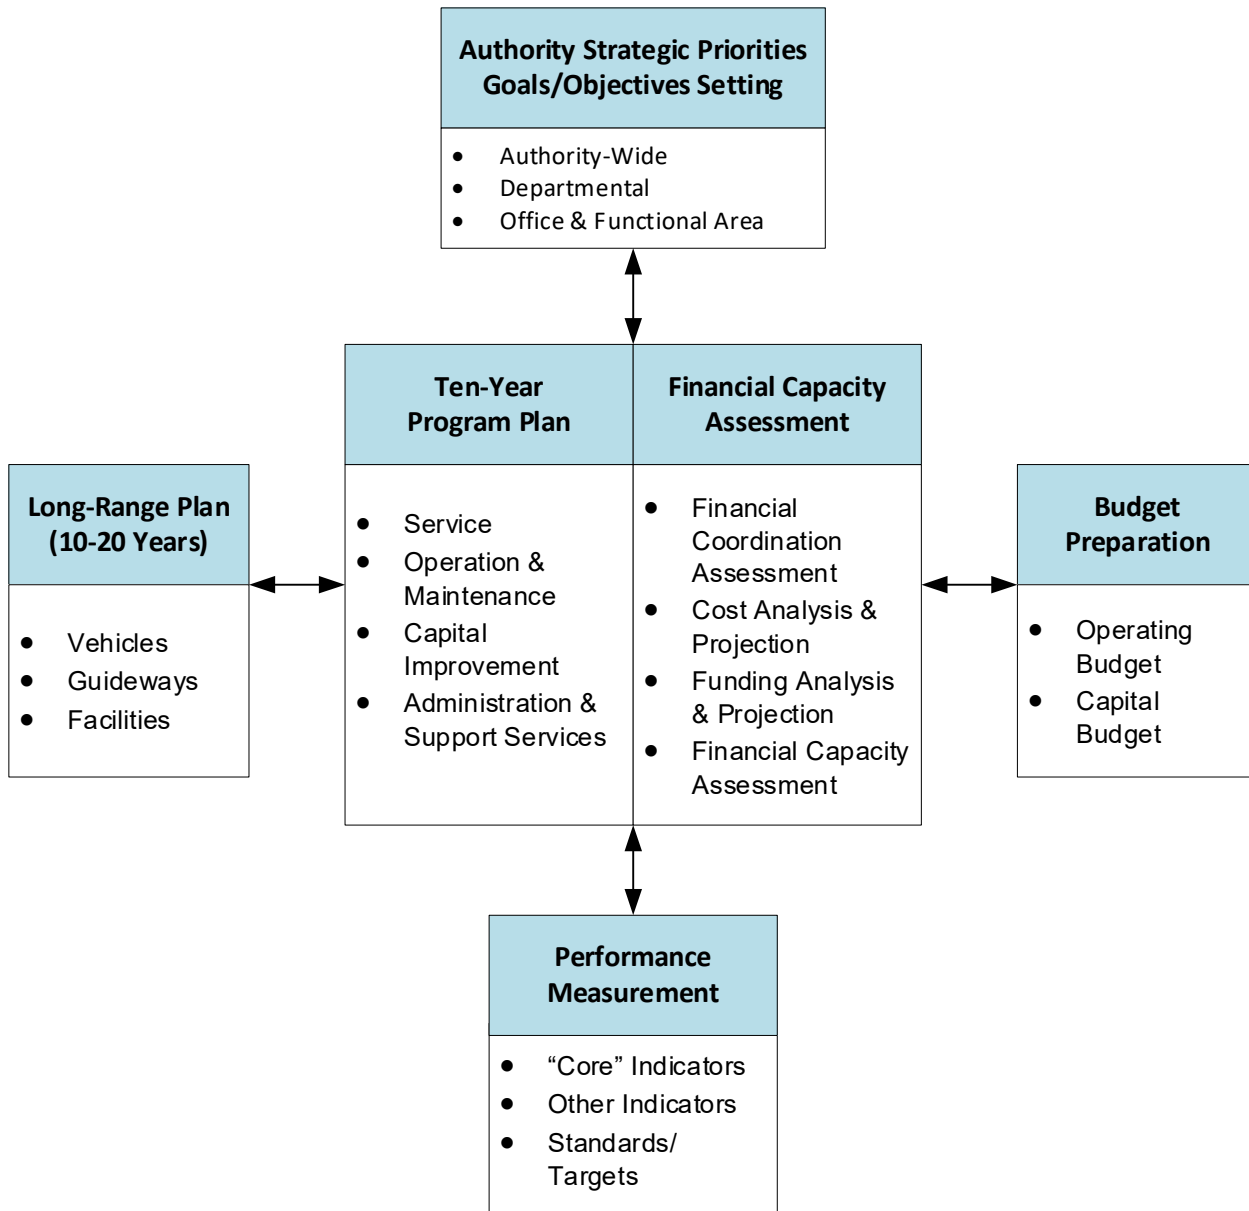 Authority Strategic Priorities
Goals/Objectives Setting
• Authority-Wide
• Departmental
• Office & Functional Area
Ten-Year
Program Plan
• Service
• Operation &
Maintenance
• Capital
Improvement
• Administration &
Support Services
Financial Capacity
Assessment
• Financial
Coordination
Assessment
• Cost Analysis &
Projection
• Funding Analysis
& Projection
• Financial Capacity
Assessment
Long-Range Plan
(10-20 Years)
• Vehicles
• Guideways
• Facilities
Budget
Preparation
• Operating
Budget
• Capital
Budget
Performance
Measurement
• “Core” Indicators
• Other Indicators
• Standards/
Targets